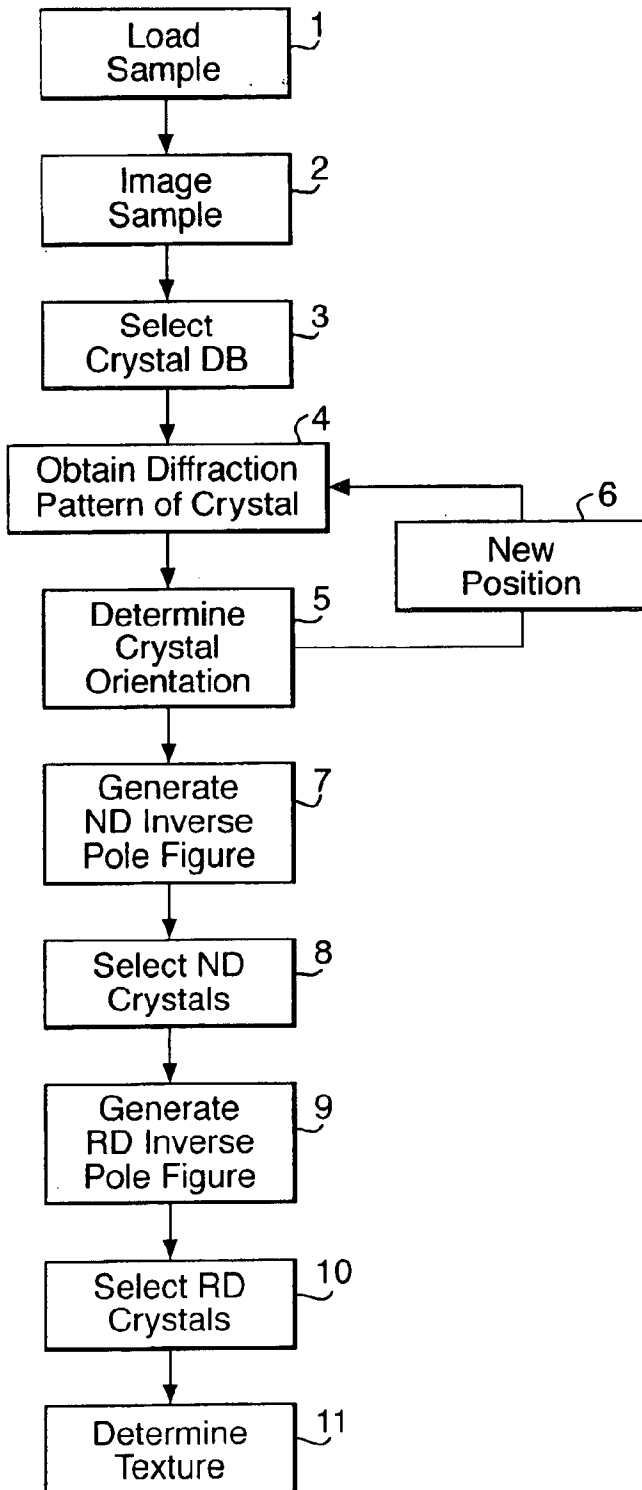 1
Load
Sample
2
Image
Sample
3
Select
Crystal DB
4
Obtain Diffraction
Pattern of Crystal
6
New
Position
5
Determine
Crystal
Orientation
7
Generate
ND Inverse
Pole Figure
8
Select ND
Crystals
9
Generate
RD Inverse
Pole Figure
10
Select RD
Crystals
11
Determine
Texture